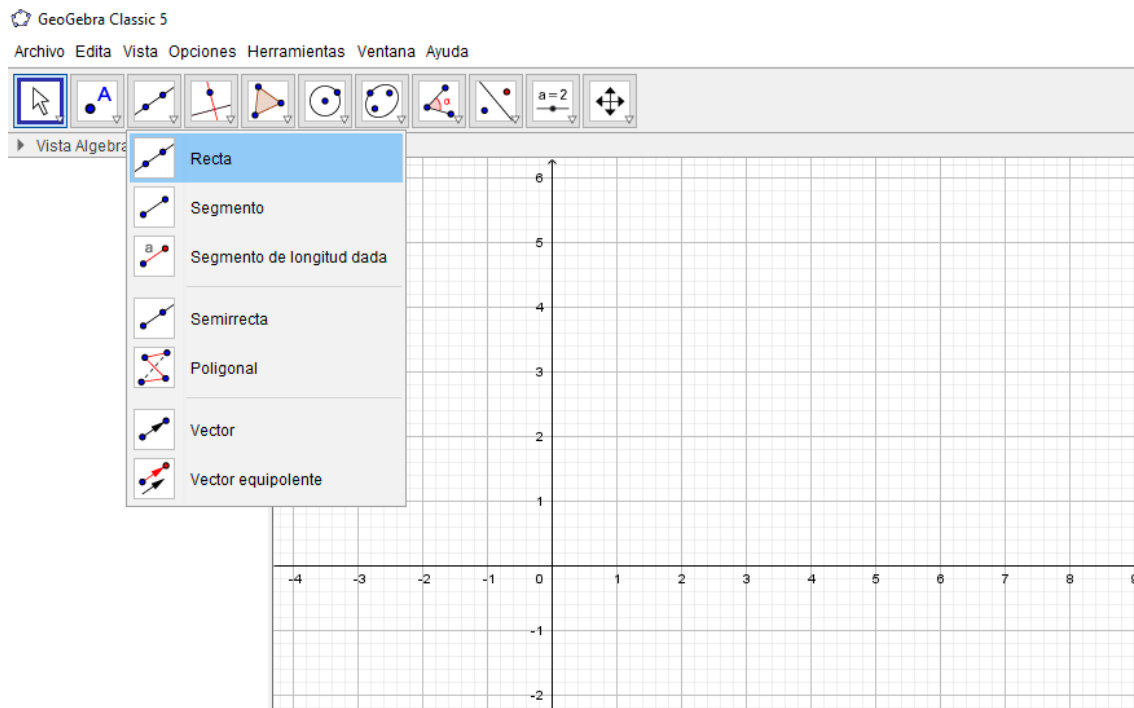 GeoGebra Classic 5
Archivo Edita Vista Opciones Herramientas Ventana Ayuda
A
α
a=2
Vista Algebra
Recta
Segmento
a
Segmento de longitud dada
Semirrecta
Poligonal
Vector
Vector equipolente
6
5
4
3
2
1
-4 -3 -2 -1 0 1 2 3 4 5 6 7 8
-1
-2